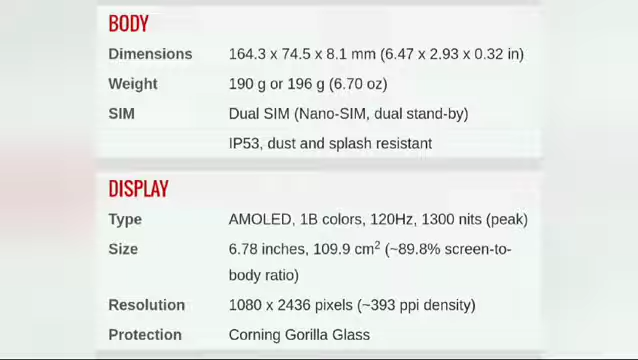 BODY
Dimensions 164.3 x 74.5 x 8.1 mm (6.47 x 2.93 x 0.32 in)
Weight 190 g or 196 g (6.70 oz)
SIM Dual SIM (Nano-SIM, dual stand-by)
IP53, dust and splash resistant
DISPLAY
Type AMOLED, 1B colors, 120Hz, 1300 nits (peak)
Size 6.78 inches, 109.9 cm² (~89.8% screen-to-
body ratio)
Resolution 1080 x 2436 pixels (~393 ppi density)
Protection Corning Gorilla Glass